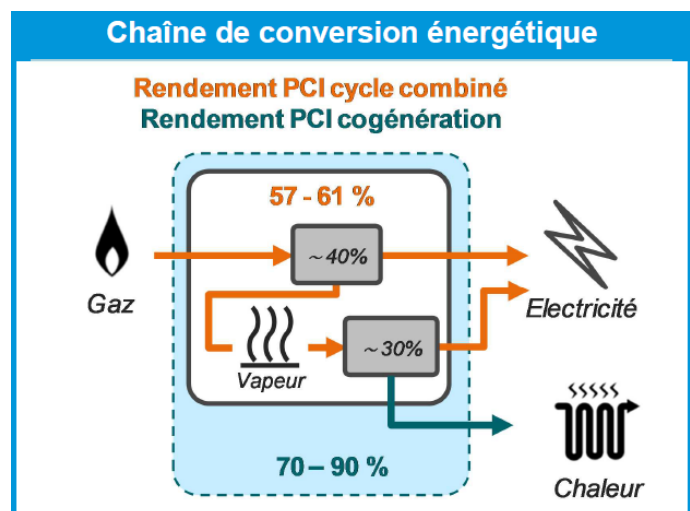 Chaîne de conversion énergétique
Rendement PCI cycle combiné
Rendement PCI cogénération
57 - 61 %
~40%
Gaz
Electricité
~30%
Vapeur
70 – 90 %
Chaleur